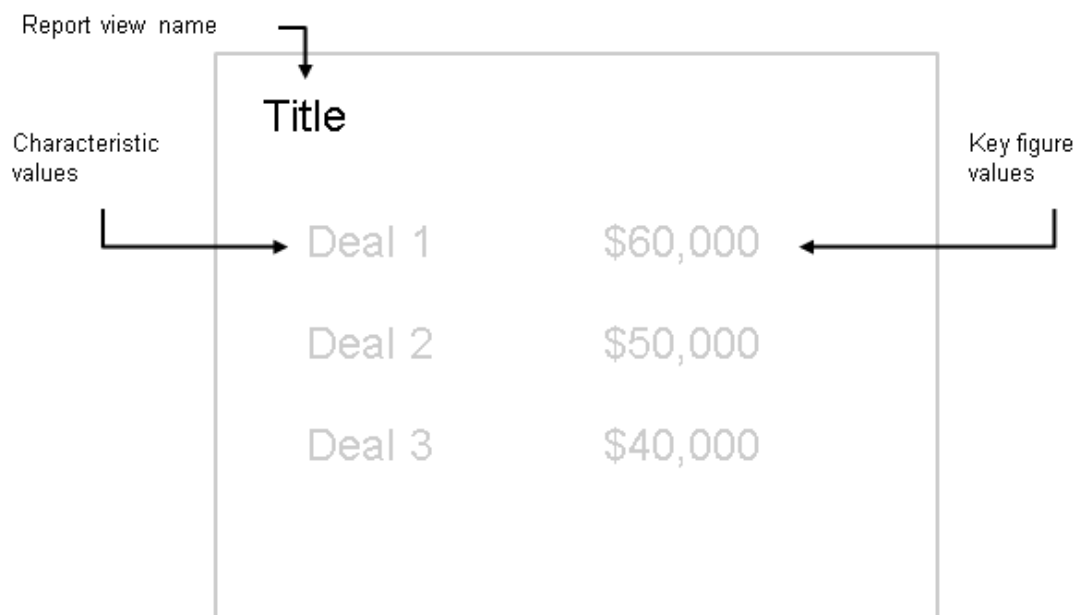 Report view name
Title
Characteristic
values
Key figure
values
Deal 1 $60,000
Deal 2 $50,000
Deal 3 $40,000